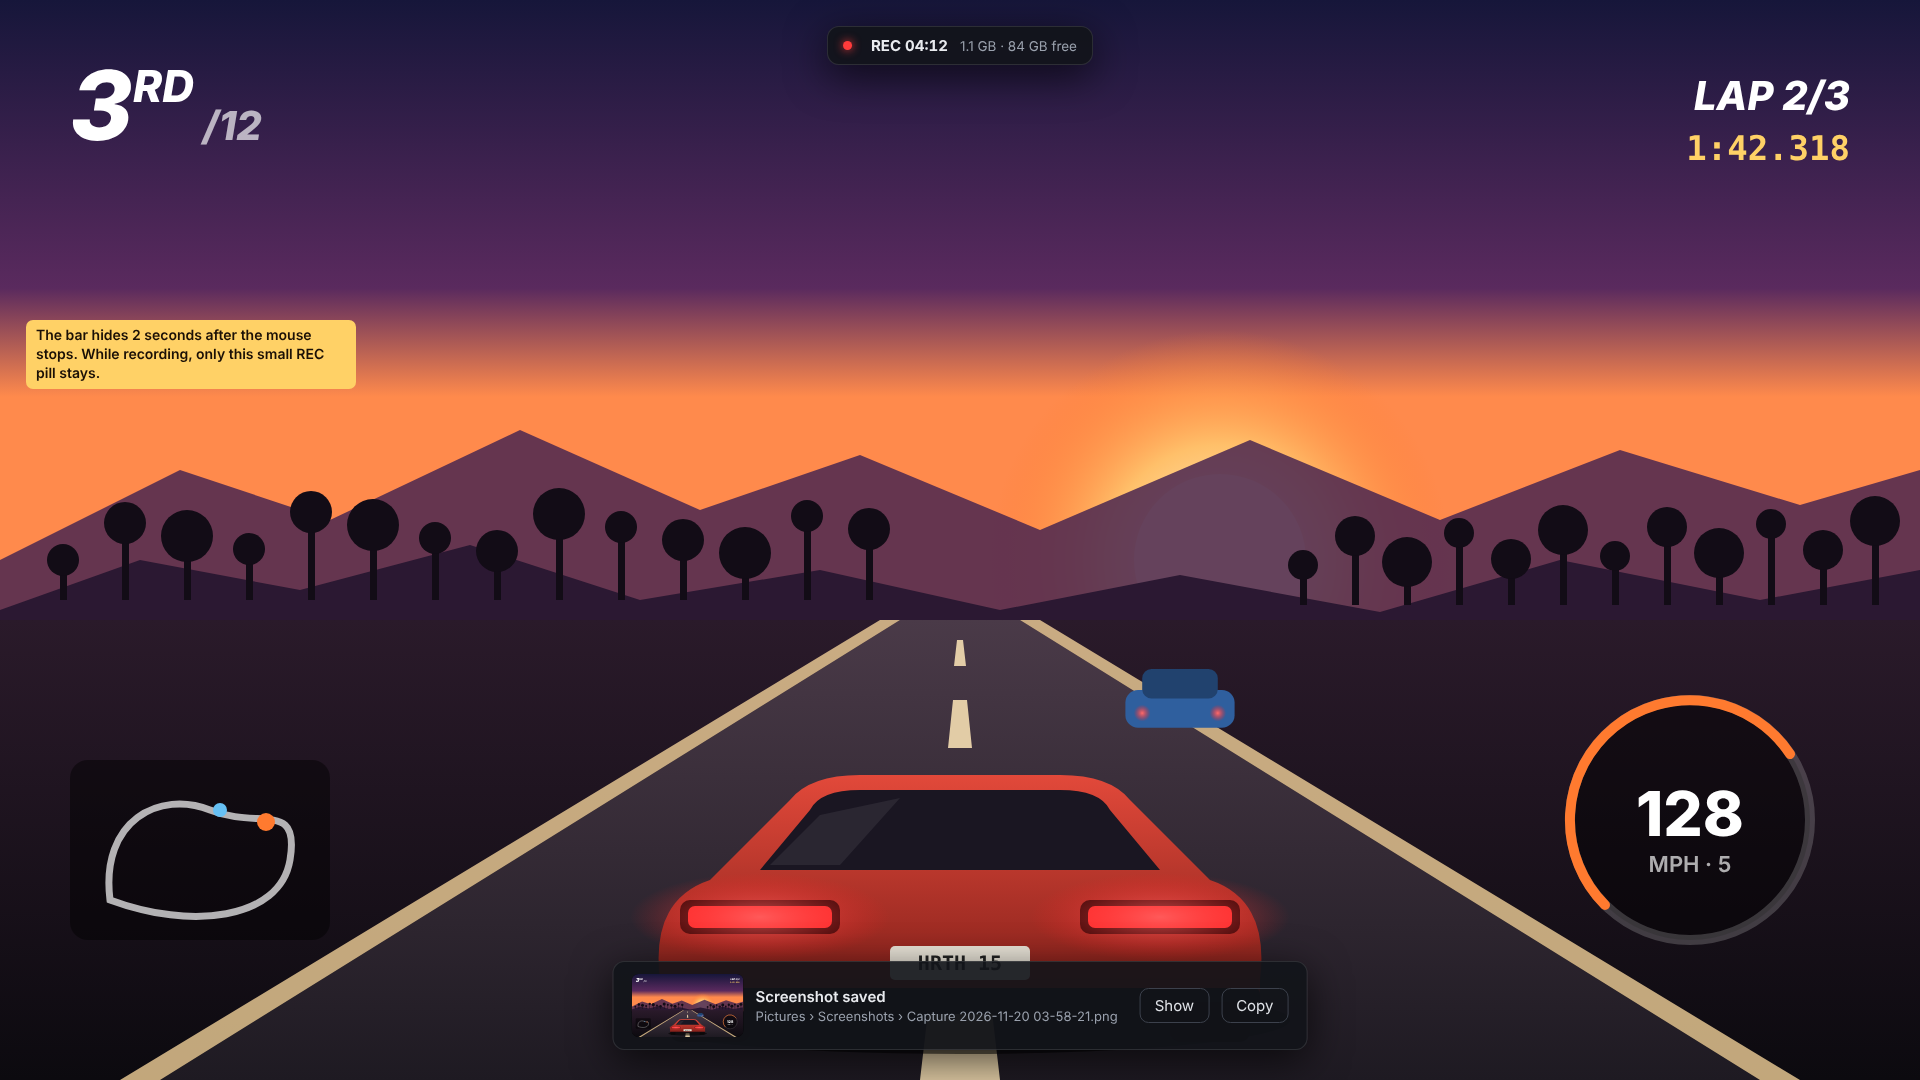 REC 04:12 1.1 GB · 84 GB free
3RD /12
LAP 2/3
1:42.318
The bar hides 2 seconds after the mouse
stops. While recording, only this small REC
pill stays.
128
MPH · 5
HRTH 15
Screenshot saved
Pictures › Screenshots › Capture 2026-11-20 03-58-21.png
Show
Copy